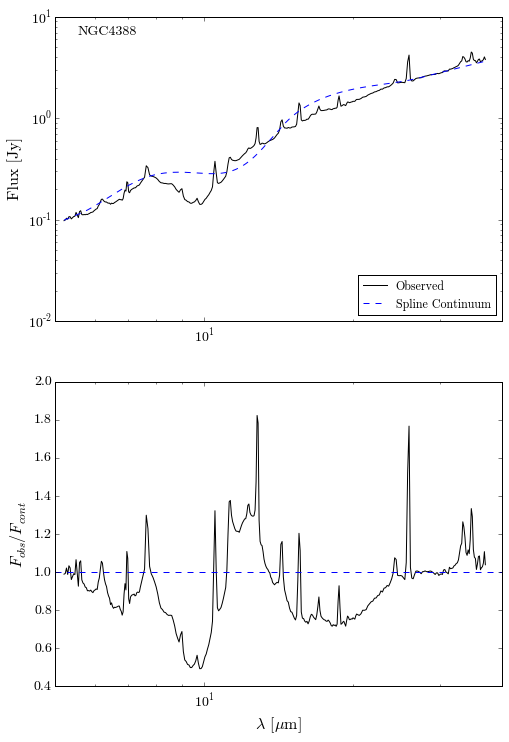 NGC4388
10^1
10^0
10^-1
10^-2
Flux [Jy]
Observed
Spline Continuum
10^1
2.0
1.8
1.6
1.4
1.2
1.0
0.8
0.6
0.4
F_obs/F_cont
10^1
λ [μm]